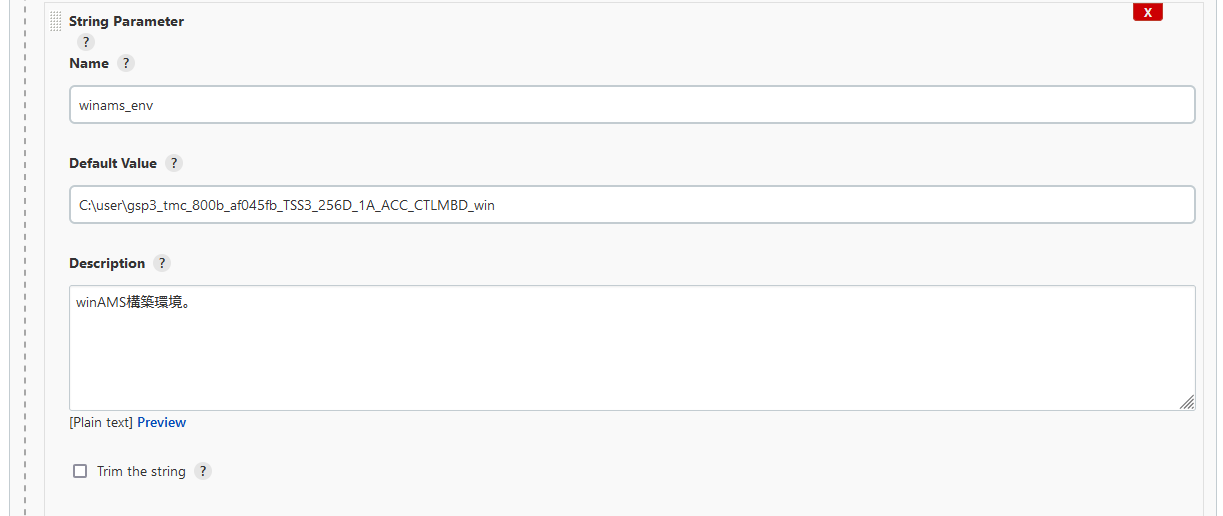 String Parameter
X
?
Name ?
winams_env
Default Value ?
C:\user\gsp3_tmc_800b_af045fb_TSS3_256D_1A_ACC_CTLMBD_win
Description ?
winAMS構築環境。
[Plain text] Preview
Trim the string ?